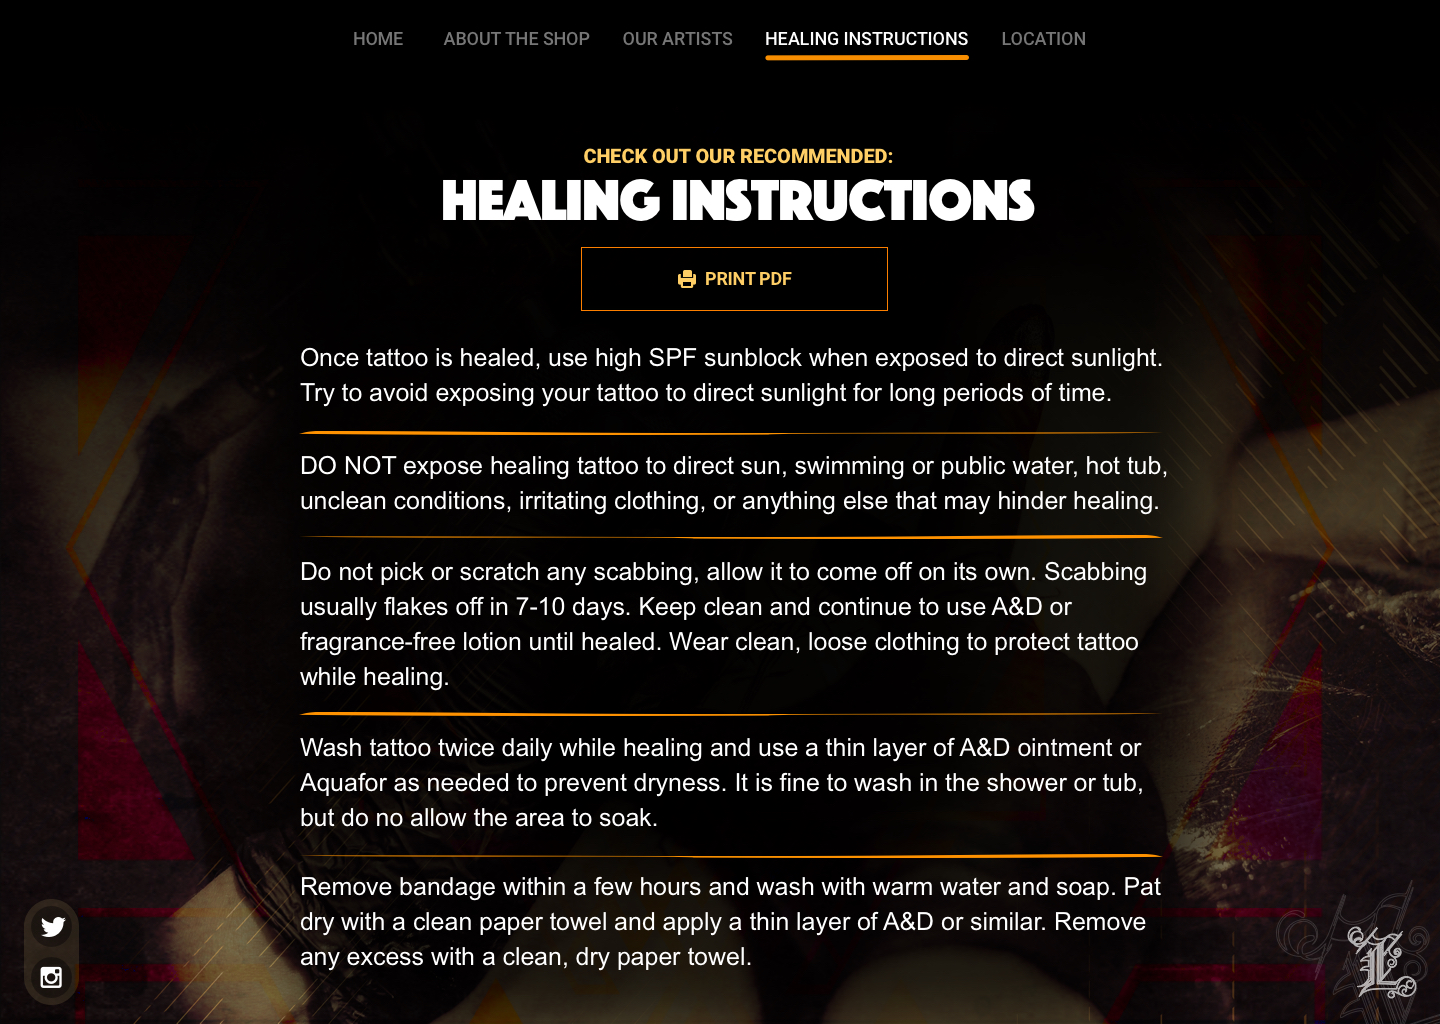 HOME ABOUT THE SHOP OUR ARTISTS HEALING INSTRUCTIONS LOCATION
CHECK OUT OUR RECOMMENDED:
HEALING INSTRUCTIONS
PRINT PDF
Once tattoo is healed, use high SPF sunblock when exposed to direct sunlight.
Try to avoid exposing your tattoo to direct sunlight for long periods of time.
DO NOT expose healing tattoo to direct sun, swimming or public water, hot tub,
unclean conditions, irritating clothing, or anything else that may hinder healing.
Do not pick or scratch any scabbing, allow it to come off on its own. Scabbing
usually flakes off in 7-10 days. Keep clean and continue to use A&D or
fragrance-free lotion until healed. Wear clean, loose clothing to protect tattoo
while healing.
Wash tattoo twice daily while healing and use a thin layer of A&D ointment or
Aquafor as needed to prevent dryness. It is fine to wash in the shower or tub,
but do no allow the area to soak.
Remove bandage within a few hours and wash with warm water and soap. Pat
dry with a clean paper towel and apply a thin layer of A&D or similar. Remove
any excess with a clean, dry paper towel.
L